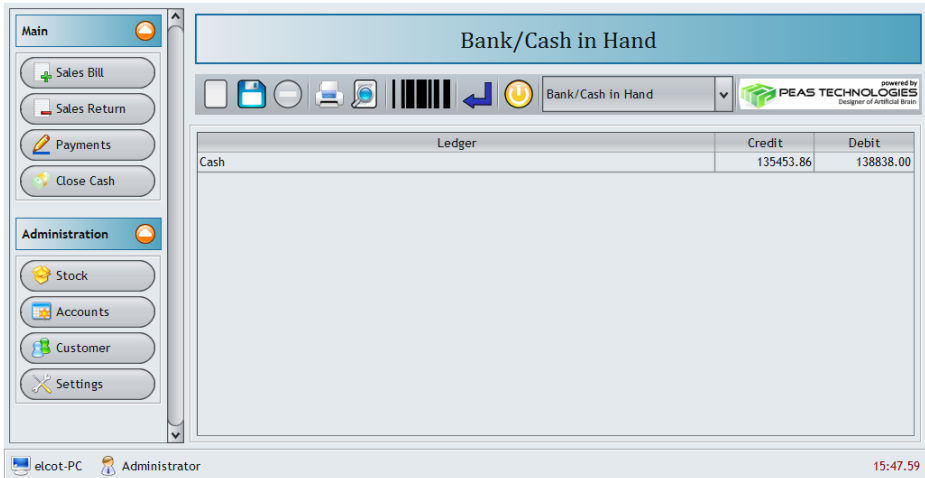 Main
Sales Bill
Sales Return
Payments
Close Cash
Administration
Stock
Accounts
Customer
Settings
Bank/Cash in Hand
Bank/Cash in Hand
powered by
PEAS TECHNOLOGIES
Designer of Artificial Brain
Ledger Credit Debit
Cash 135453.86 138838.00
elcot-PC Administrator 15:47.59